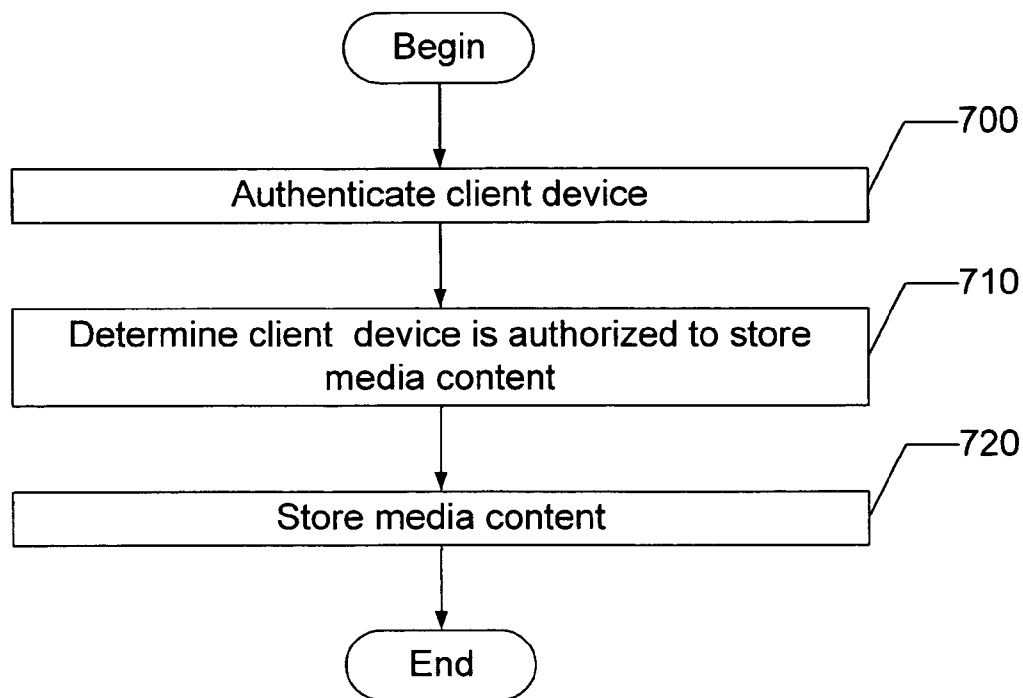 Begin
700
Authenticate client device
710
Determine client device is authorized to store
media content
720
Store media content
End